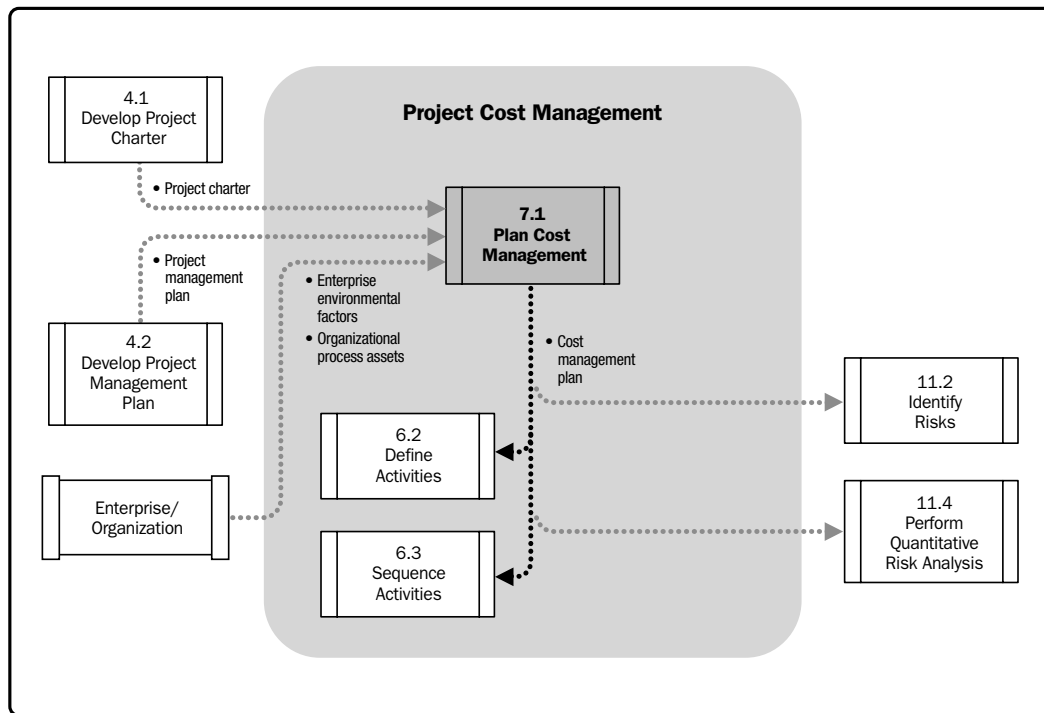 Project Cost Management
4.1
Develop Project
Charter
• Project charter
7.1
Plan Cost
Management
• Project
management
plan
• Enterprise
environmental
factors
• Organizational
process assets
4.2
Develop Project
Management
Plan
• Cost
management
plan
11.2
Identify
Risks
6.2
Define
Activities
Enterprise/
Organization
11.4
Perform
Quantitative
Risk Analysis
6.3
Sequence
Activities